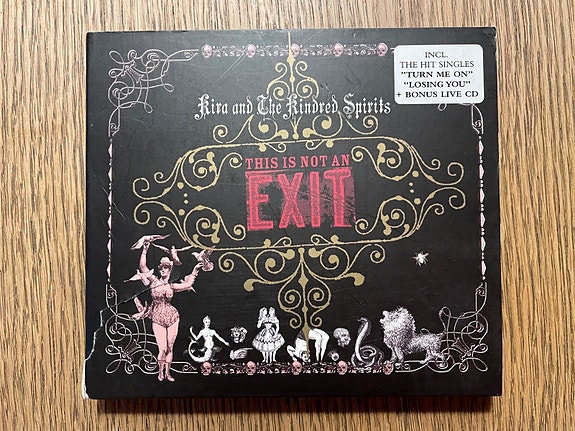 INCL.
THE HIT SINGLES
"TURN ME ON"
"LOSING YOU"
+ BONUS LIVE CD
Kira and The Kindred Spirits
THIS IS NOT AN
EXIT